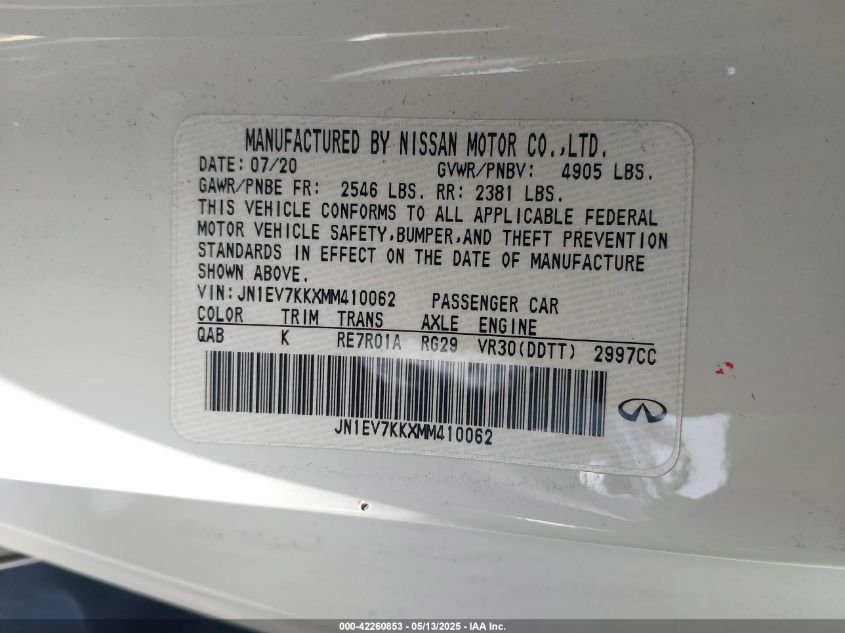 MANUFACTURED BY NISSAN MOTOR CO.,LTD.
DATE: 07/20 GVWR/PNBV: 4905 LBS.
GAWR/PNBE FR: 2546 LBS. RR: 2381 LBS.
THIS VEHICLE CONFORMS TO ALL APPLICABLE FEDERAL
MOTOR VEHICLE SAFETY,BUMPER,AND THEFT PREVENTION
STANDARDS IN EFFECT ON THE DATE OF MANUFACTURE
SHOWN ABOVE.
VIN:JN1EV7KKXMM410062 PASSENGER CAR
COLOR TRIM TRANS AXLE ENGINE
QAB K RE7R01A RG29 VR30(DDTT) 2997CC
JN1EV7KKXMM410062
000-42260853 / 05/13/2025 - IAA Inc.